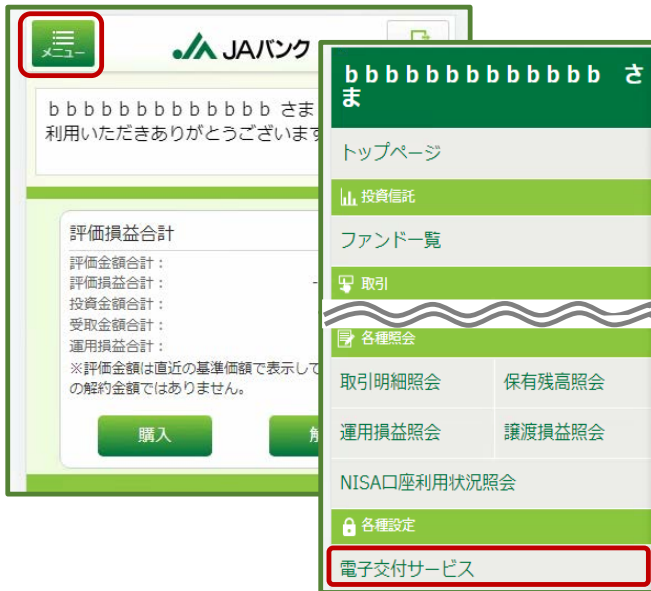 メニュー
JAバンク
bbbbbbbbbbbbb さま
利用いただきありがとうございます
評価損益合計
評価金額合計：
評価損益合計：
-
投資金額合計：
受取金額合計：
運用損益合計：
※評価金額は直近の基準価額で表示して
の解約金額ではありません。
購入
bbbbbbbbbbbbb さ
ま
トップページ
投資信託
ファンド一覧
取引
各種照会
取引明細照会
保有残高照会
運用損益照会
譲渡損益照会
NISA口座利用状況照会
各種設定
電子交付サービス